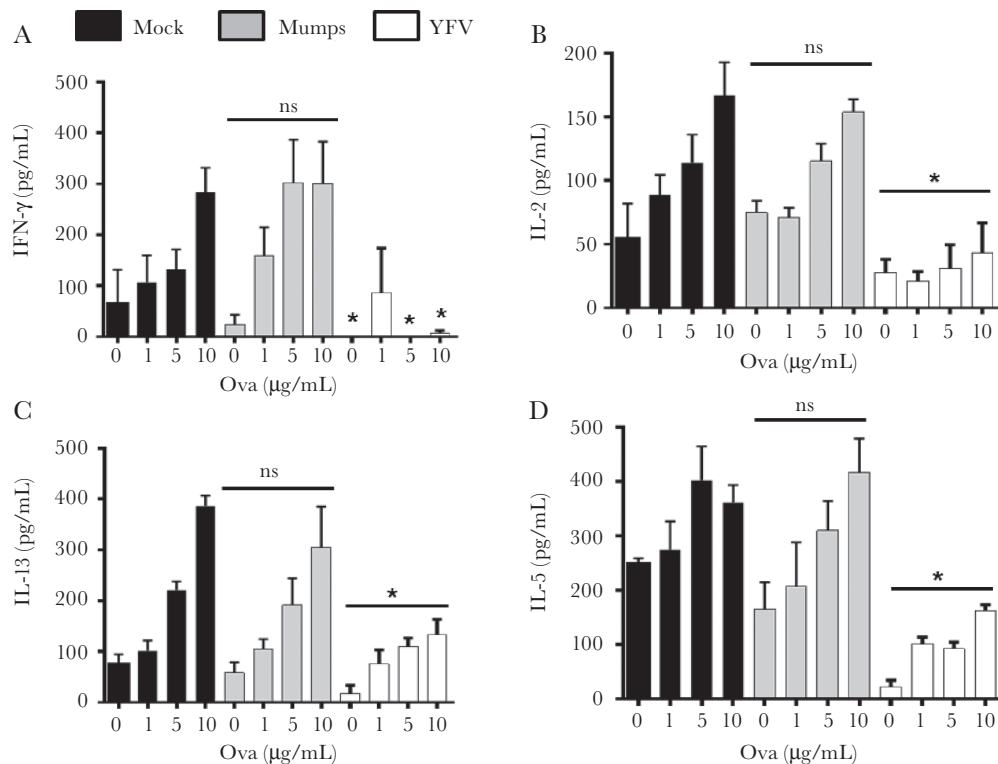 A Mock Mumps YFV
500
400
300
200
100
0
IFN-γ (pg/mL)
ns
* * *
0 1 5 10 0 1 5 10 0 1 5 10
Ova (μg/mL)
B
200
150
100
50
0
IL-2 (pg/mL)
ns
*
0 1 5 10 0 1 5 10 0 1 5 10
Ova (μg/mL)
C
500
400
300
200
100
0
IL-13 (pg/mL)
ns
*
0 1 5 10 0 1 5 10 0 1 5 10
Ova (μg/mL)
D
500
400
300
200
100
0
IL-5 (pg/mL)
ns
*
0 1 5 10 0 1 5 10 0 1 5 10
Ova (μg/mL)